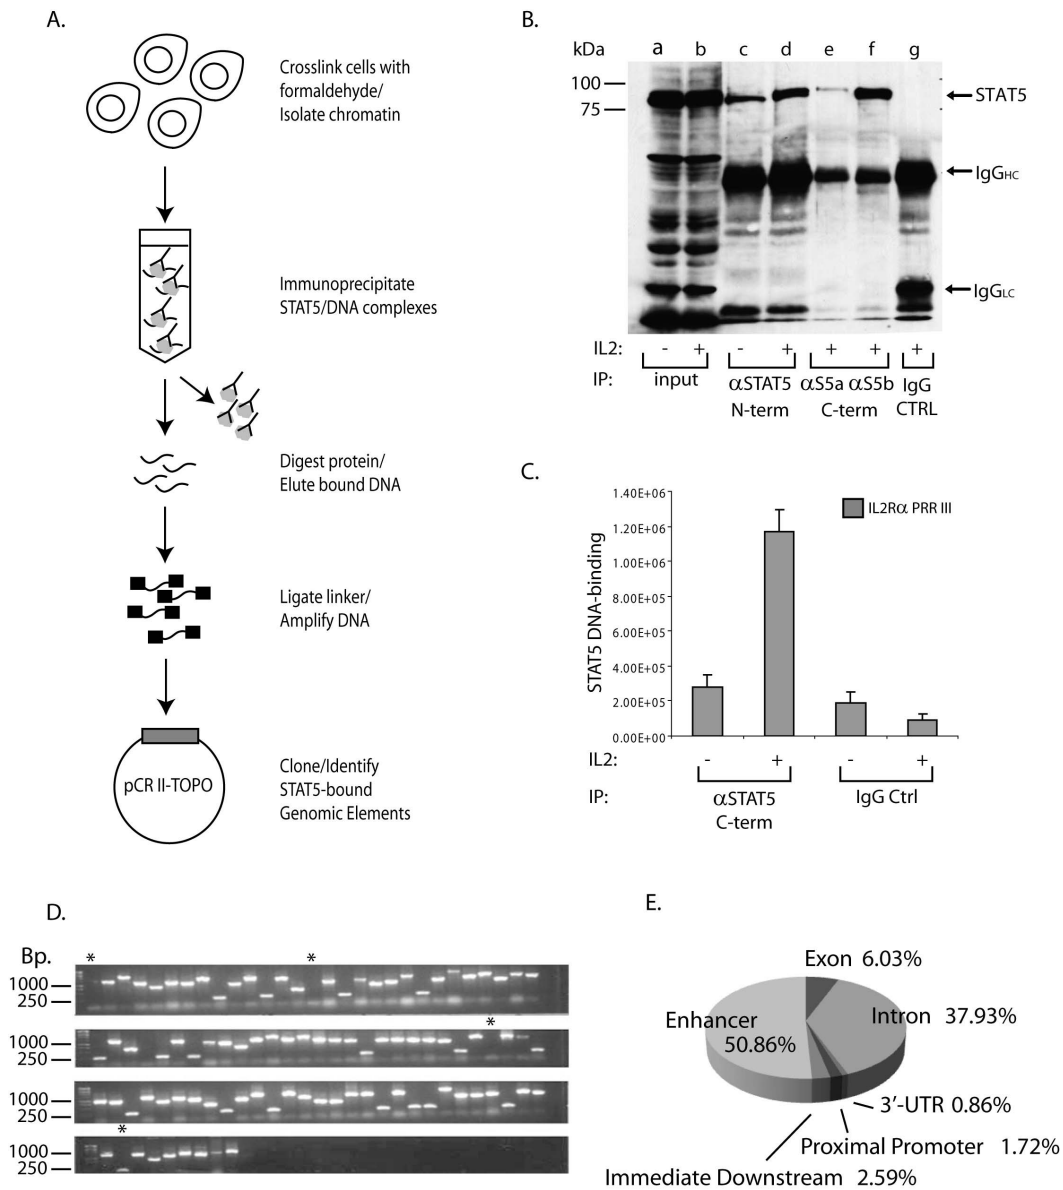 A.
Crosslink cells with
formaldehyde/
Isolate chromatin
Immunoprecipitate
STAT5/DNA complexes
Digest protein/
Elute bound DNA
Ligate linker/
Amplify DNA
pCR II-TOPO
Clone/Identify
STAT5-bound
Genomic Elements
B.
kDa a b c d e f g
100
75
STAT5
IgGHC
IgGLC
IL2: - + - + + + +
IP: input αSTAT5 αS5a αS5b IgG
N-term C-term CTRL
C.
STAT5 DNA-binding
1.40E+06
1.20E+06
1.00E+06
8.00E+05
6.00E+05
4.00E+05
2.00E+05
0.00E+00
IL2Rα PRR III
IL2: - + - +
IP: αSTAT5 IgG Ctrl
C-term
D.
Bp.
* *
1000
250
*
1000
250
1000
250
*
1000
250
E.
Exon 6.03%
Intron 37.93%
Enhancer
50.86%
3'-UTR 0.86%
Proximal Promoter 1.72%
Immediate Downstream 2.59%